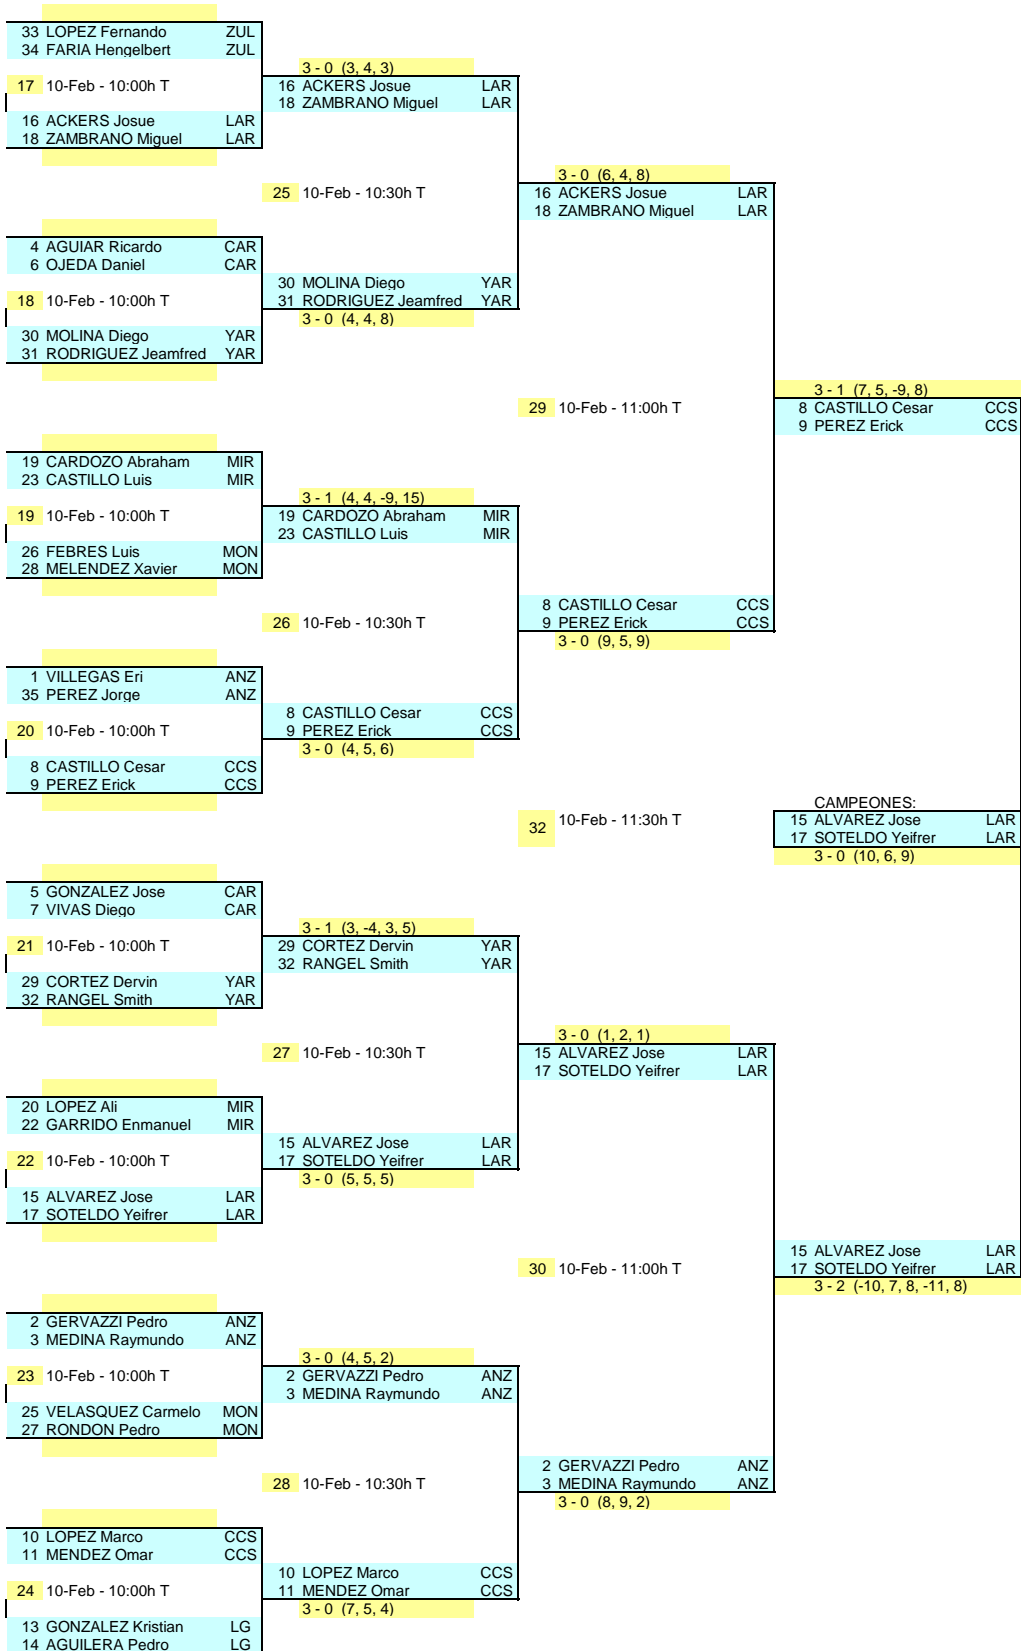 33 LOPEZ Fernando ZUL
34 FARIA Hengelbert ZUL
3 - 0 (3, 4, 3)
17 10-Feb - 10:00h T
16 ACKERS Josue LAR
18 ZAMBRANO Miguel LAR
16 ACKERS Josue LAR
18 ZAMBRANO Miguel LAR
3 - 0 (6, 4, 8)
25 10-Feb - 10:30h T
16 ACKERS Josue LAR
18 ZAMBRANO Miguel LAR
4 AGUIAR Ricardo CAR
6 OJEDA Daniel CAR
30 MOLINA Diego YAR
31 RODRIGUEZ Jeamfred YAR
18 10-Feb - 10:00h T
3 - 0 (4, 4, 8)
30 MOLINA Diego YAR
31 RODRIGUEZ Jeamfred YAR
3 - 1 (7, 5, -9, 8)
29 10-Feb - 11:00h T
8 CASTILLO Cesar CCS
9 PEREZ Erick CCS
19 CARDOZO Abraham MIR
23 CASTILLO Luis MIR
3 - 1 (4, 4, -9, 15)
19 10-Feb - 10:00h T
19 CARDOZO Abraham MIR
23 CASTILLO Luis MIR
26 FEBRES Luis MON
28 MELENDEZ Xavier MON
8 CASTILLO Cesar CCS
9 PEREZ Erick CCS
26 10-Feb - 10:30h T
3 - 0 (9, 5, 9)
1 VILLEGAS Eri ANZ
35 PEREZ Jorge ANZ
8 CASTILLO Cesar CCS
9 PEREZ Erick CCS
20 10-Feb - 10:00h T
3 - 0 (4, 5, 6)
8 CASTILLO Cesar CCS
9 PEREZ Erick CCS
CAMPEONES:
32 10-Feb - 11:30h T
15 ALVAREZ Jose LAR
17 SOTELDO Yeifrer LAR
3 - 0 (10, 6, 9)
5 GONZALEZ Jose CAR
7 VIVAS Diego CAR
3 - 1 (3, -4, 3, 5)
21 10-Feb - 10:00h T
29 CORTEZ Dervin YAR
32 RANGEL Smith YAR
29 CORTEZ Dervin YAR
32 RANGEL Smith YAR
3 - 0 (1, 2, 1)
27 10-Feb - 10:30h T
15 ALVAREZ Jose LAR
17 SOTELDO Yeifrer LAR
20 LOPEZ Ali MIR
22 GARRIDO Enmanuel MIR
15 ALVAREZ Jose LAR
17 SOTELDO Yeifrer LAR
22 10-Feb - 10:00h T
3 - 0 (5, 5, 5)
15 ALVAREZ Jose LAR
17 SOTELDO Yeifrer LAR
15 ALVAREZ Jose LAR
17 SOTELDO Yeifrer LAR
30 10-Feb - 11:00h T
3 - 2 (-10, 7, 8, -11, 8)
2 GERVAZZI Pedro ANZ
3 MEDINA Raymundo ANZ
3 - 0 (4, 5, 2)
23 10-Feb - 10:00h T
2 GERVAZZI Pedro ANZ
3 MEDINA Raymundo ANZ
25 VELASQUEZ Carmelo MON
27 RONDON Pedro MON
2 GERVAZZI Pedro ANZ
3 MEDINA Raymundo ANZ
28 10-Feb - 10:30h T
3 - 0 (8, 9, 2)
10 LOPEZ Marco CCS
11 MENDEZ Omar CCS
10 LOPEZ Marco CCS
11 MENDEZ Omar CCS
24 10-Feb - 10:00h T
3 - 0 (7, 5, 4)
13 GONZALEZ Kristian LG
14 AGUILERA Pedro LG